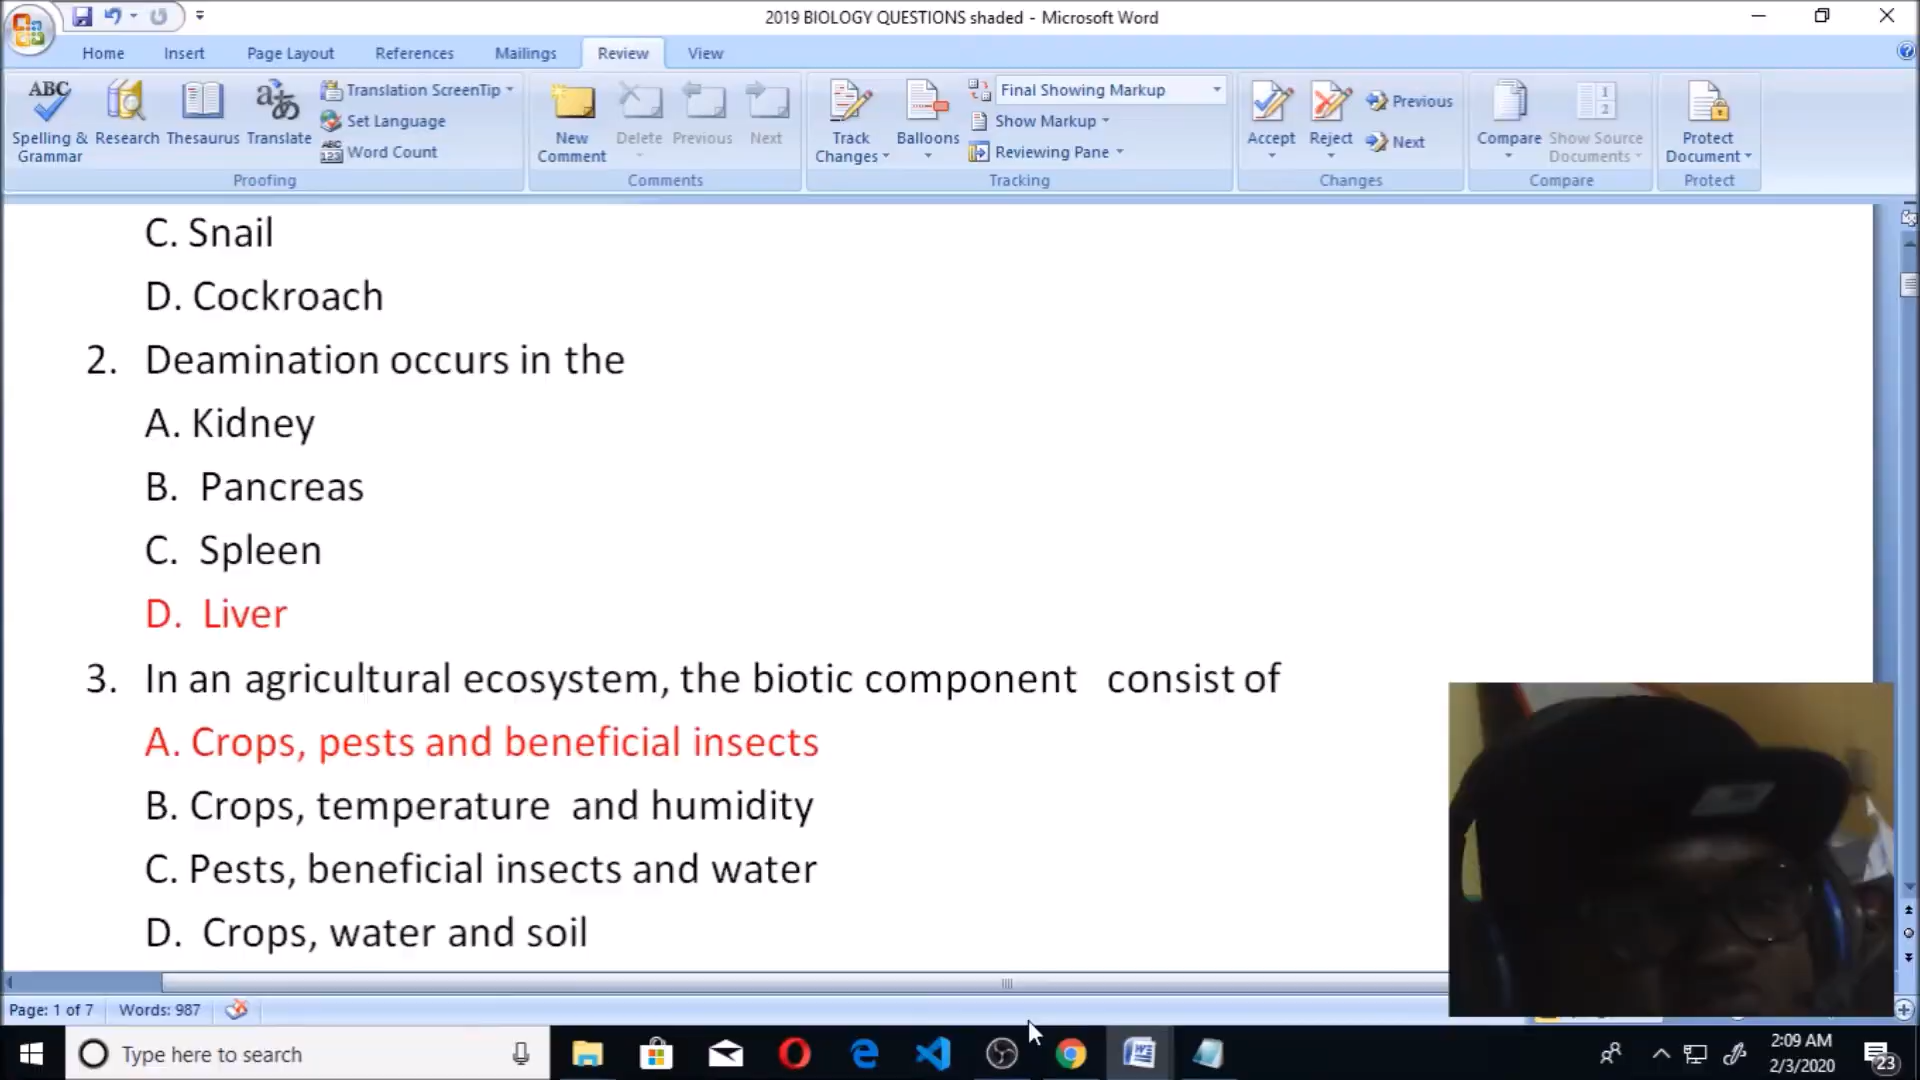 2019 BIOLOGY QUESTIONS shaded - Microsoft Word
Home Insert Page Layout References Mailings Review View
ABC Spelling & Grammar Research Thesaurus Translate Translation ScreenTip
Set Language
ABC 123 Word Count
Proofing
New Comment Delete Previous Next
Comments
Track Changes Balloons Final Showing Markup
Show Markup
Reviewing Pane
Tracking
Accept Reject Previous
Next
Changes
Compare Show Source Documents
Compare
Protect Document
Protect
C. Snail
D. Cockroach
2. Deamination occurs in the
A. Kidney
B. Pancreas
C. Spleen
D. Liver
3. In an agricultural ecosystem, the biotic component consist of
A. Crops, pests and beneficial insects
B. Crops, temperature and humidity
C. Pests, beneficial insects and water
D. Crops, water and soil
Page: 1 of 7 Words: 987
Type here to search
2:09 AM
2/3/2020
23